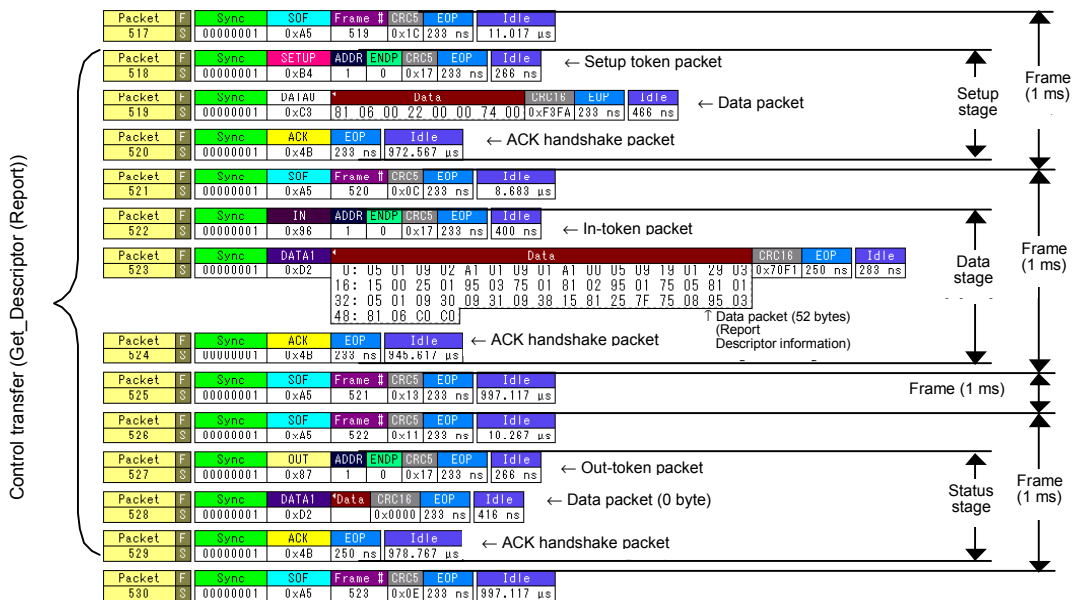 Control transfer (Get_Descriptor (Report))
Packet F Sync SOF Frame # CRC5 EOP Idle
517 S 00000001 0xA5 519 0x1C 233 ns 11.017 µs
Packet F Sync SETUP ADDR ENDP CRC5 EOP Idle
518 S 00000001 0xB4 1 0 0x17 233 ns 266 ns
← Setup token packet
Packet F Sync DATA0 Data CRC16 EOP Idle
519 S 00000001 0xC3 81 06 00 22 00 00 74 00 0xF3FA 233 ns 466 ns
← Data packet
Packet F Sync ACK EOP Idle
520 S 00000001 0x4B 233 ns 972.567 µs
← ACK handshake packet
Setup stage
Frame (1 ms)
Packet F Sync SOF Frame # CRC5 EOP Idle
521 S 00000001 0xA5 520 0x0C 233 ns 8.683 µs
Packet F Sync IN ADDR ENDP CRC5 EOP Idle
522 S 00000001 0x96 1 0 0x17 233 ns 400 ns
← In-token packet
Packet F Sync DATA1 Data CRC16 EOP Idle
523 S 00000001 0xD2 0: 05 01 09 02 A1 01 09 01 A1 00 05 09 19 01 29 03 0x70F1 250 ns 283 ns
16: 15 00 25 01 95 03 75 01 81 02 95 01 75 05 81 01
32: 05 01 09 30 09 31 09 38 15 81 25 7F 75 08 95 03
48: 81 06 C0 C0
↑ Data packet (52 bytes)
(Report
Descriptor information)
Packet F Sync ACK EOP Idle
524 S 00000001 0x4B 233 ns 945.617 µs
← ACK handshake packet
Data stage
Frame (1 ms)
Packet F Sync SOF Frame # CRC5 EOP Idle
525 S 00000001 0xA5 521 0x13 233 ns 997.117 µs
Frame (1 ms)
Packet F Sync SOF Frame # CRC5 EOP Idle
526 S 00000001 0xA5 522 0x11 233 ns 10.267 µs
Packet F Sync OUT ADDR ENDP CRC5 EOP Idle
527 S 00000001 0x87 1 0 0x17 233 ns 266 ns
← Out-token packet
Packet F Sync DATA1 Data CRC16 EOP Idle
528 S 00000001 0xD2 0x0000 233 ns 416 ns
← Data packet (0 byte)
Packet F Sync ACK EOP Idle
529 S 00000001 0x4B 250 ns 978.767 µs
← ACK handshake packet
Status stage
Frame (1 ms)
Packet F Sync SOF Frame # CRC5 EOP Idle
530 S 00000001 0xA5 523 0x0E 233 ns 997.117 µs